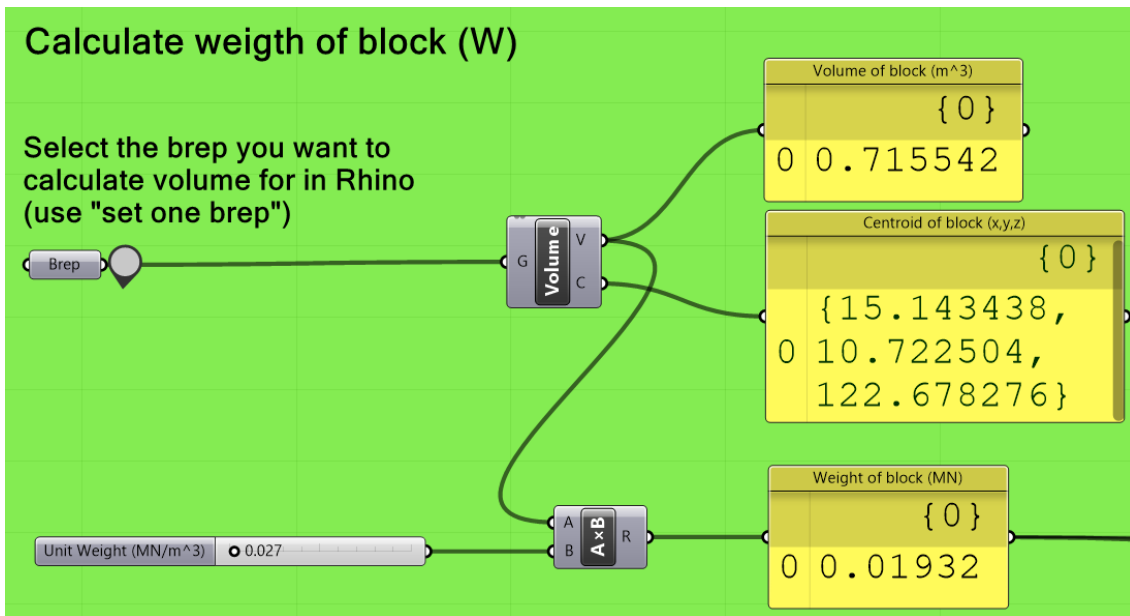 Calculate weigth of block (W)
Select the brep you want to
calculate volume for in Rhino
(use "set one brep")
Brep
G
Volume
V
C
Volume of block (m^3)
{0}
0 0.715542
Centroid of block (x,y,z)
{0}
{15.143438,
0 10.722504,
122.678276}
Unit Weight (MN/m^3) 0.027
A
B
A×B
R
Weight of block (MN)
{0}
0 0.01932